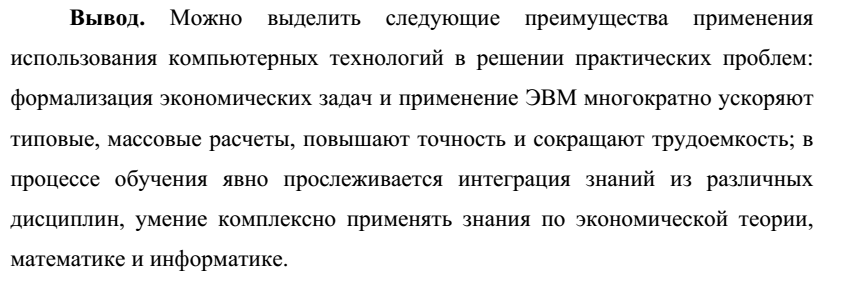 Вывод. Можно выделить следующие преимущества применения
использования компьютерных технологий в решении практических проблем:
формализация экономических задач и применение ЭВМ многократно ускоряют
типовые, массовые расчеты, повышают точность и сокращают трудоемкость; в
процессе обучения явно прослеживается интеграция знаний из различных
дисциплин, умение комплексно применять знания по экономической теории,
математике и информатике.